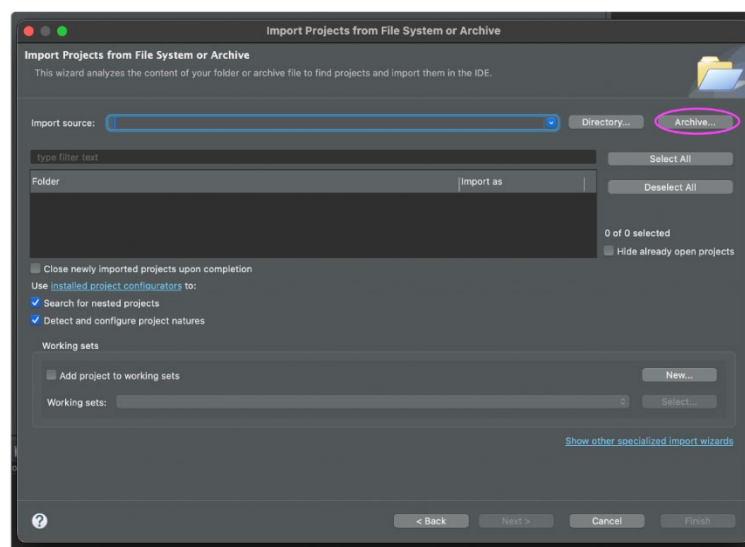 Import Projects from File System or Archive
Import Projects from File System or Archive
This wizard analyzes the content of your folder or archive file to find projects and import them in the IDE.
Import source: Directory... Archive...
type filter text Select All
Folder Import as
Deselect All
0 of 0 selected
Hide already open projects
Close newly imported projects upon completion
Use installed project configurators to:
Search for nested projects
Detect and configure project natures
Working sets
Add project to working sets New...
Working sets: Select...
Show other specialized import wizards
? < Back Next > Cancel Finish